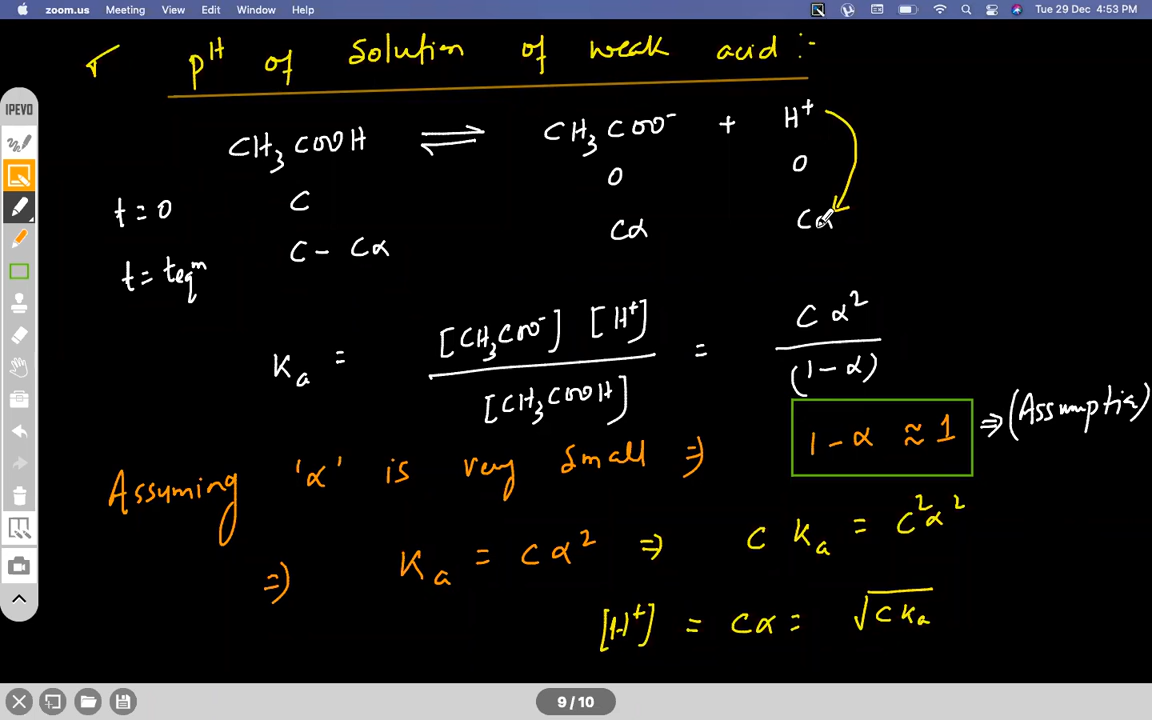 zoom.us Meeting View Edit Window Help Tue 29 Dec 4:53 PM
IPEVO
pH of solution of weak acid :-
CH3COOH ⇌ CH3COO⁻ + H⁺
t = 0 C 0 0
t = teqm C - Cα Cα Cα
Ka = [CH3COO⁻] [H⁺] / [CH3COOH] = Cα² / (1-α)
1-α ≈ 1 ⇒ (Assumption)
Assuming 'α' is very small ⇒
⇒ Ka = Cα² ⇒ C Ka = C²α²
[H⁺] = Cα = √C Ka
9 / 10